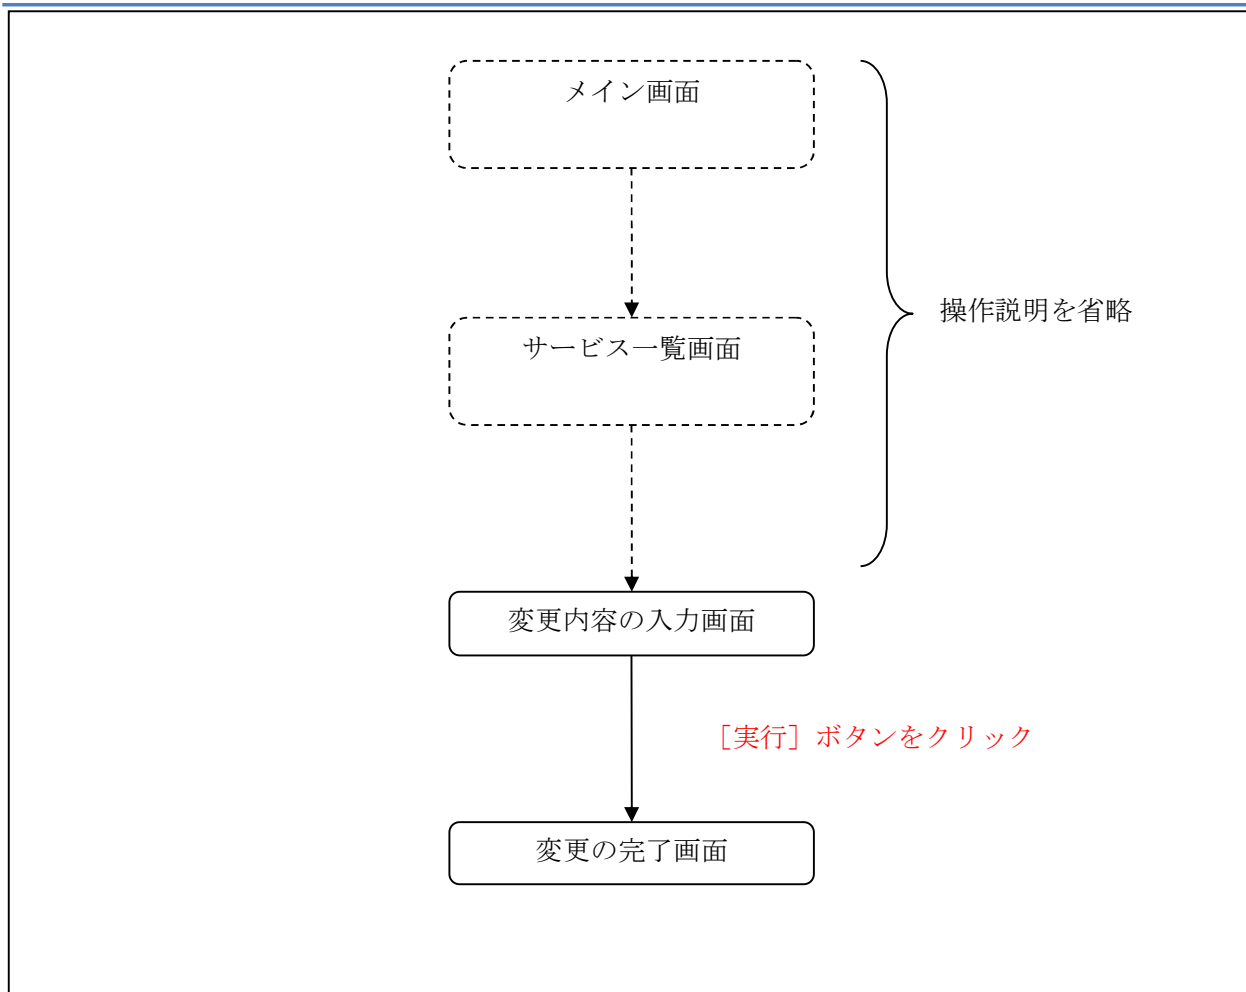 メイン画面
操作説明を省略
サービス一覧画面
変更内容の入力画面
［実行］ボタンをクリック
変更の完了画面